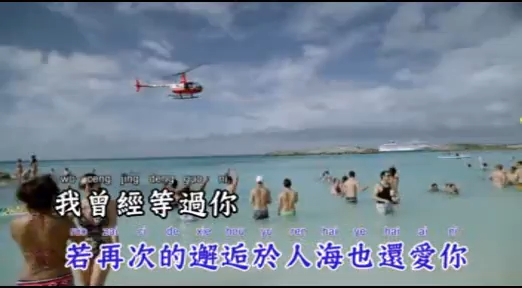 wo ceng jing deng guo ni
我曾經等過你
ruo zai ci de xie hou yu ren hai ye hai ai ni
若再次的邂逅於人海也還愛你